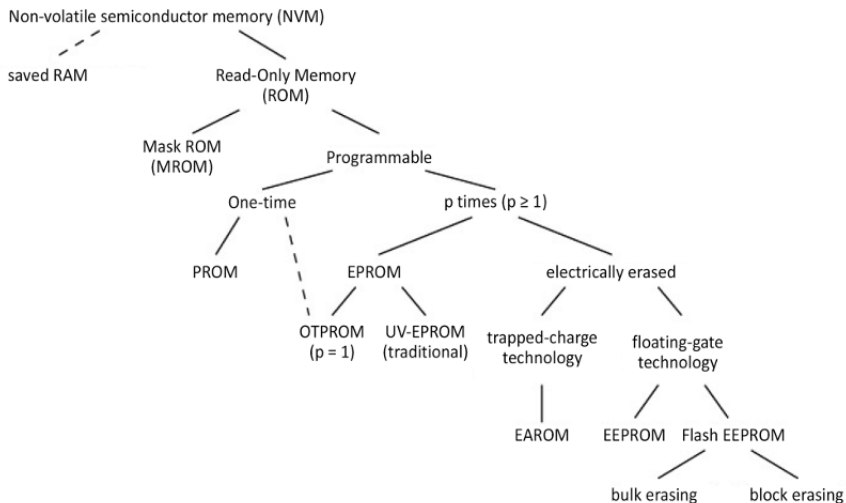 Non-volatile semiconductor memory (NVM)
saved RAM
Read-Only Memory
(ROM)
Mask ROM
(MROM)
Programmable
One-time
p times (p ≥ 1)
PROM
EPROM
electrically erased
OTPROM
(p = 1)
UV-EPROM
(traditional)
trapped-charge
technology
floating-gate
technology
EAROM
EEPROM
Flash EEPROM
bulk erasing
block erasing